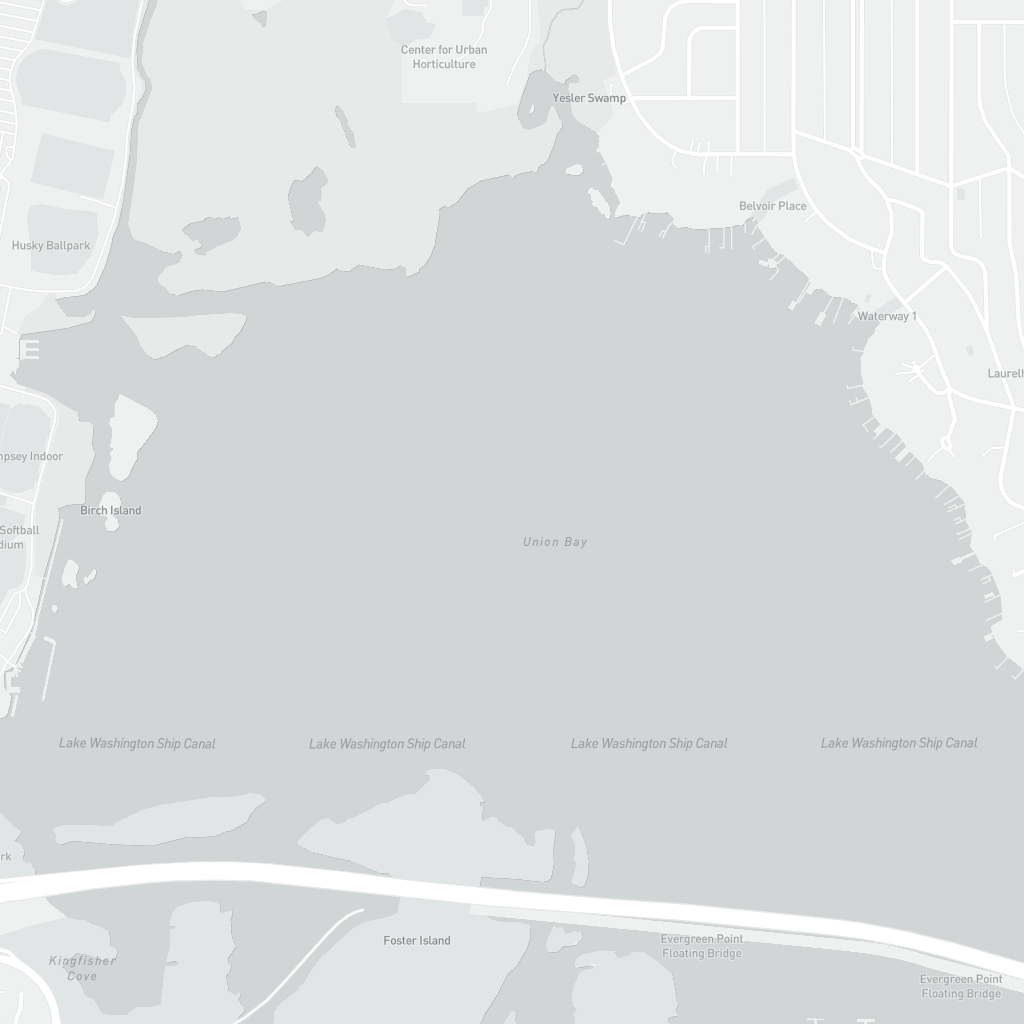 Center for Urban
Horticulture
Yesler Swamp
Belvoir Place
Husky Ballpark
Waterway 1
Laurelh
mpsey Indoor
Birch Island
Softball
dium
Union Bay
Lake Washington Ship Canal
Lake Washington Ship Canal
Lake Washington Ship Canal
Lake Washington Ship Canal
rk
Foster Island
Evergreen Point
Floating Bridge
Kingfisher
Cove
Evergreen Point
Floating Bridge